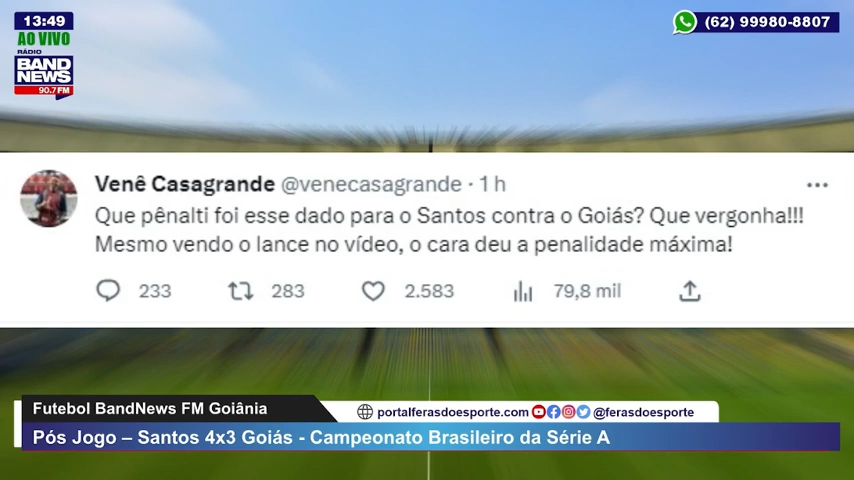 13:49
AO VIVO
RÁDIO
BAND
NEWS
90.7 FM
(62) 99980-8807
Venê Casagrande @venecasagrande · 1 h
Que pênalti foi esse dado para o Santos contra o Goiás? Que vergonha!!!
Mesmo vendo o lance no vídeo, o cara deu a penalidade máxima!
233 283 2.583 79,8 mil
Futebol BandNews FM Goiânia
portalferasdoesporte.com @ferasdoesporte
Pós Jogo – Santos 4x3 Goiás - Campeonato Brasileiro da Série A